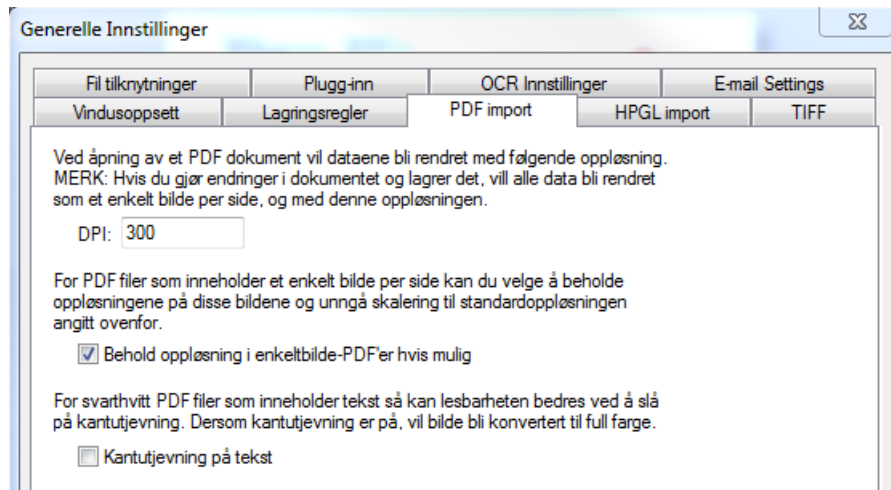 Generelle Innstillinger
Fil tilknytninger Plugg-inn OCR Innstillinger E-mail Settings
Vindusoppsett Lagringsregler PDF import HPGL import TIFF
Ved åpning av et PDF dokument vil dataene bli rendret med følgende oppløsning.
MERK: Hvis du gjør endringer i dokumentet og lagrer det, vill alle data bli rendret
som et enkelt bilde per side, og med denne oppløsningen.
DPI: 300
For PDF filer som inneholder et enkelt bilde per side kan du velge å beholde
oppløsningene på disse bildene og unngå skalering til standardoppløsningen
angitt ovenfor.
Behold oppløsning i enkeltbilde-PDF'er hvis mulig
For svarthvitt PDF filer som inneholder tekst så kan lesbarheten bedres ved å slå
på kantutjevning. Dersom kantutjevning er på, vil bilde bli konvertert til full farge.
Kantutjevning på tekst